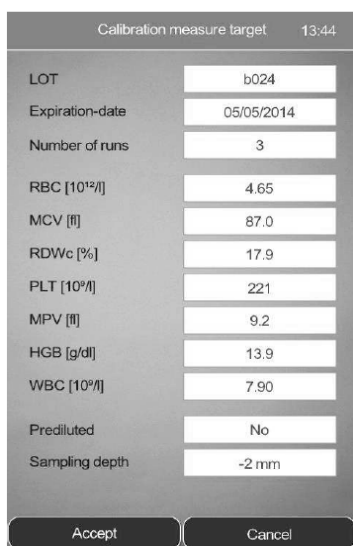 Calibration measure target 13:44
LOT b024
Expiration-date 05/05/2014
Number of runs 3
RBC [10¹²/l] 4.65
MCV [fl] 87.0
RDWc [%] 17.9
PLT [10⁹/l] 221
MPV [fl] 9.2
HGB [g/dl] 13.9
WBC [10⁹/l] 7.90
Prediluted No
Sampling depth -2 mm
Accept Cancel